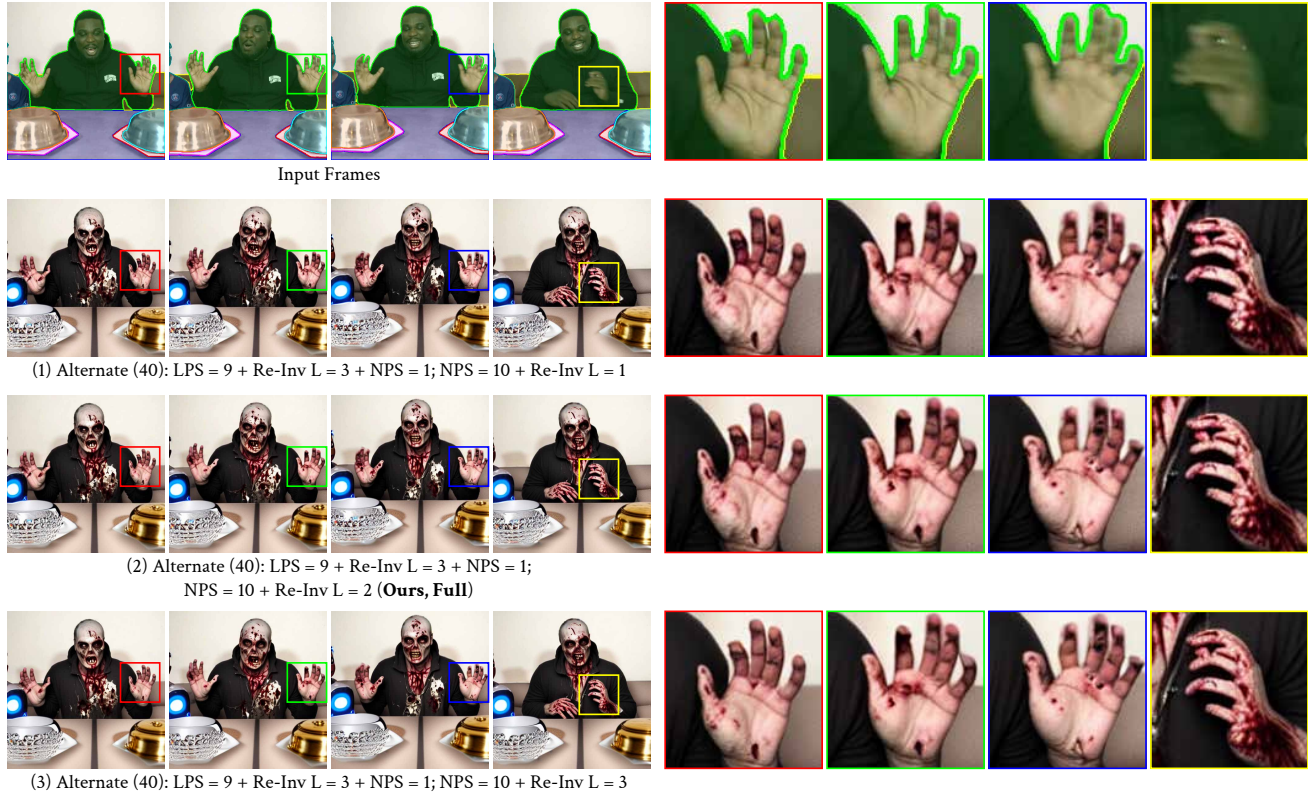 Input Frames
(1) Alternate (40): LPS = 9 + Re-Inv L = 3 + NPS = 1; NPS = 10 + Re-Inv L = 1
(2) Alternate (40): LPS = 9 + Re-Inv L = 3 + NPS = 1;
NPS = 10 + Re-Inv L = 2 (Ours, Full)
(3) Alternate (40): LPS = 9 + Re-Inv L = 3 + NPS = 1; NPS = 10 + Re-Inv L = 3